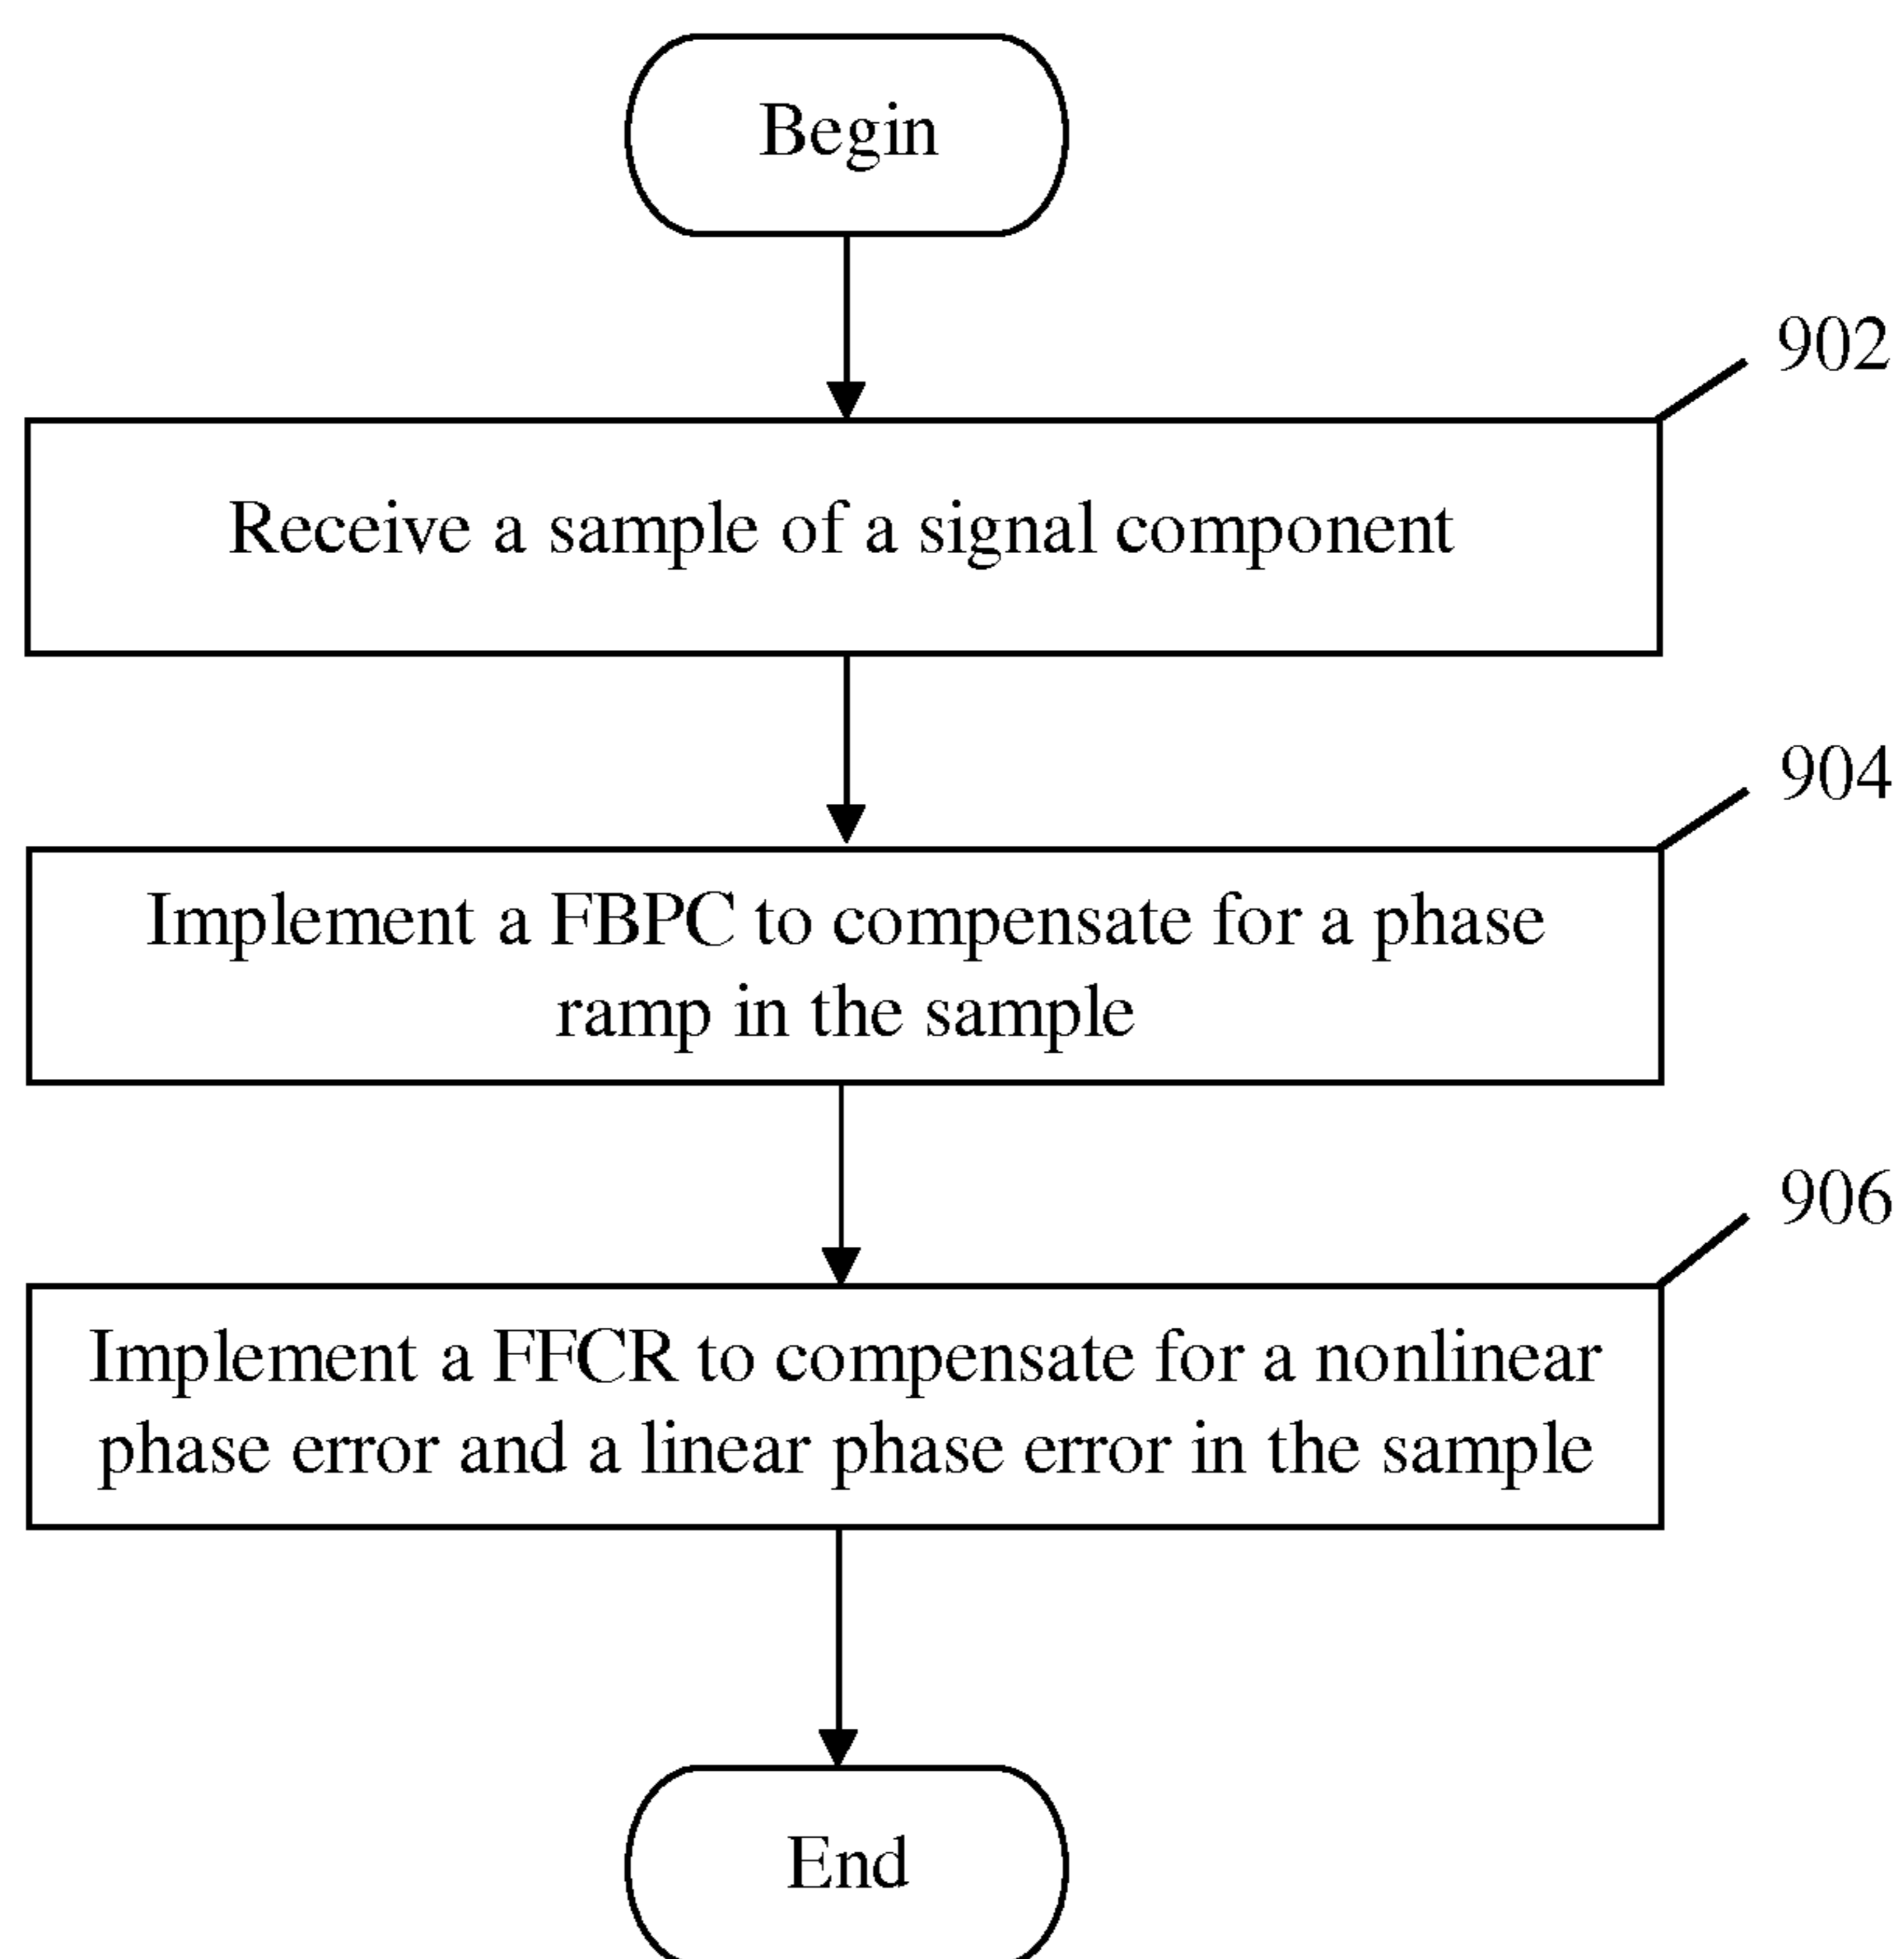 Begin
902
Receive a sample of a signal component
904
Implement a FBPC to compensate for a phase
ramp in the sample
906
Implement a FFCR to compensate for a nonlinear
phase error and a linear phase error in the sample
End